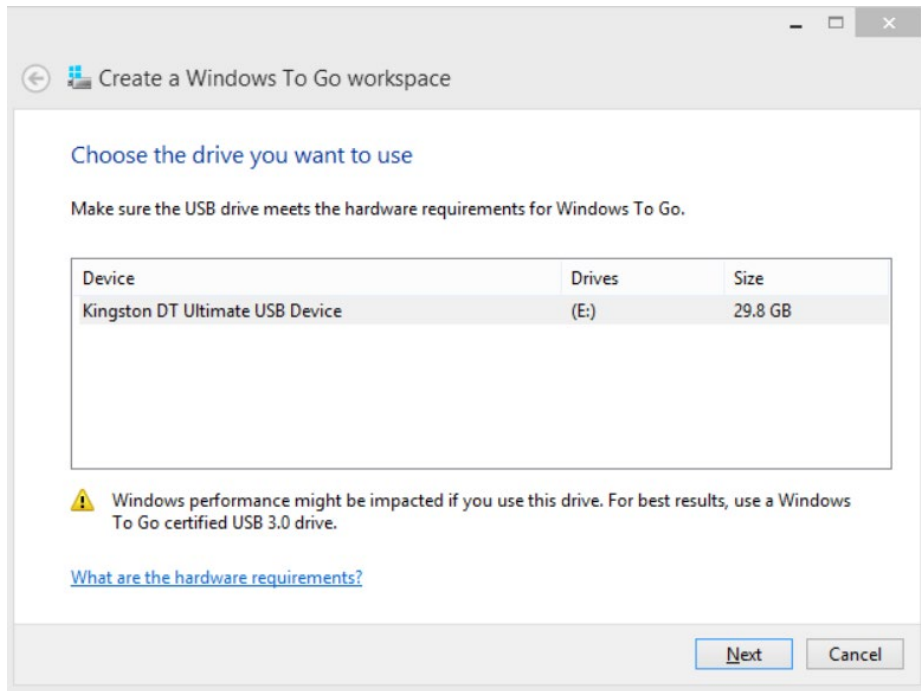 Create a Windows To Go workspace
Choose the drive you want to use
Make sure the USB drive meets the hardware requirements for Windows To Go.
Device Drives Size
Kingston DT Ultimate USB Device (E:) 29.8 GB
Windows performance might be impacted if you use this drive. For best results, use a Windows
To Go certified USB 3.0 drive.
What are the hardware requirements?
Next Cancel